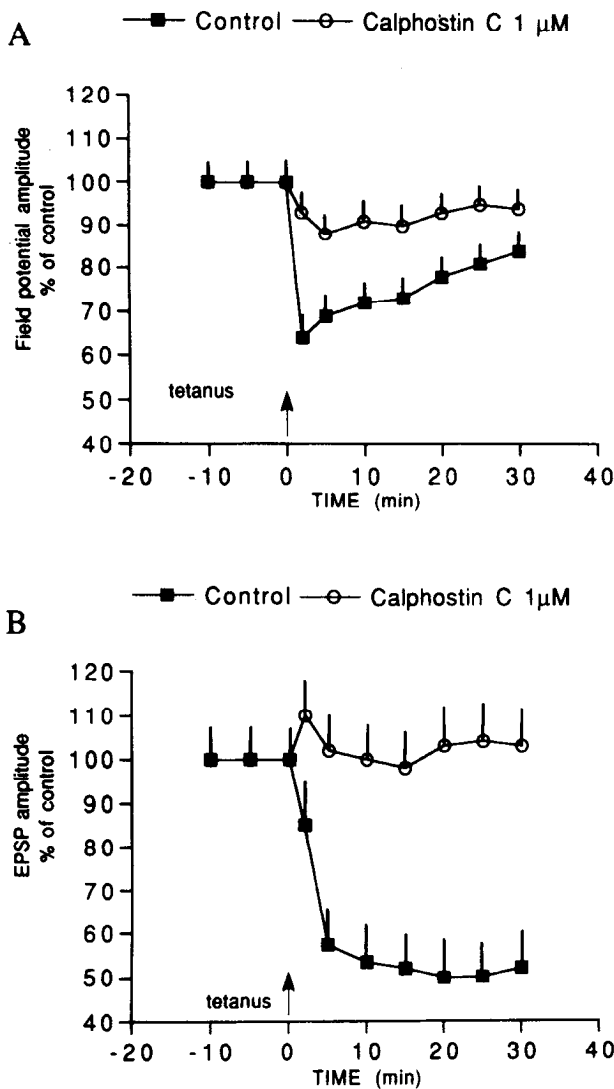 A
Control Calphostin C 1 μM
Field potential amplitude
% of control
120
110
100
90
80
70
60
50
40
tetanus
-20 -10 0 10 20 30 40
TIME (min)
Control Calphostin C 1μM
B
EPSP amplitude
% of control
120
110
100
90
80
70
60
50
40
tetanus
-20 -10 0 10 20 30 40
TIME (min)